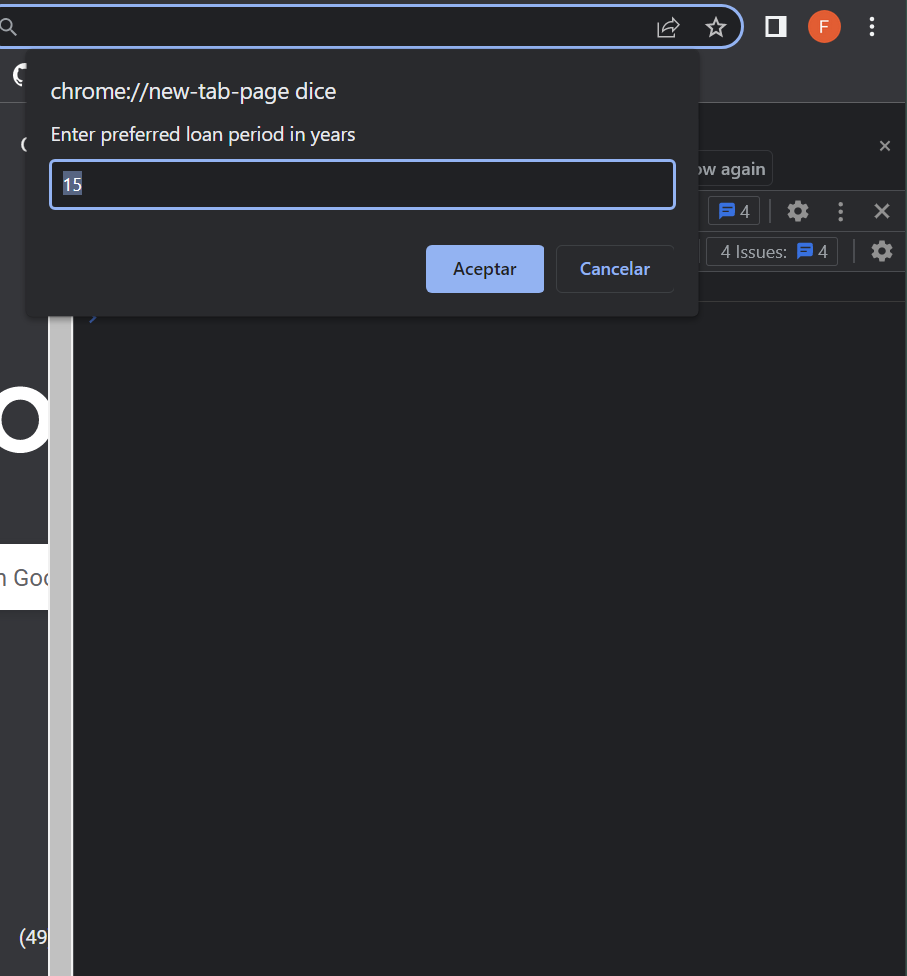 F
chrome://new-tab-page dice
Enter preferred loan period in years
15
ow again
4
Aceptar
Cancelar
4 Issues: 4
n Goo
(49